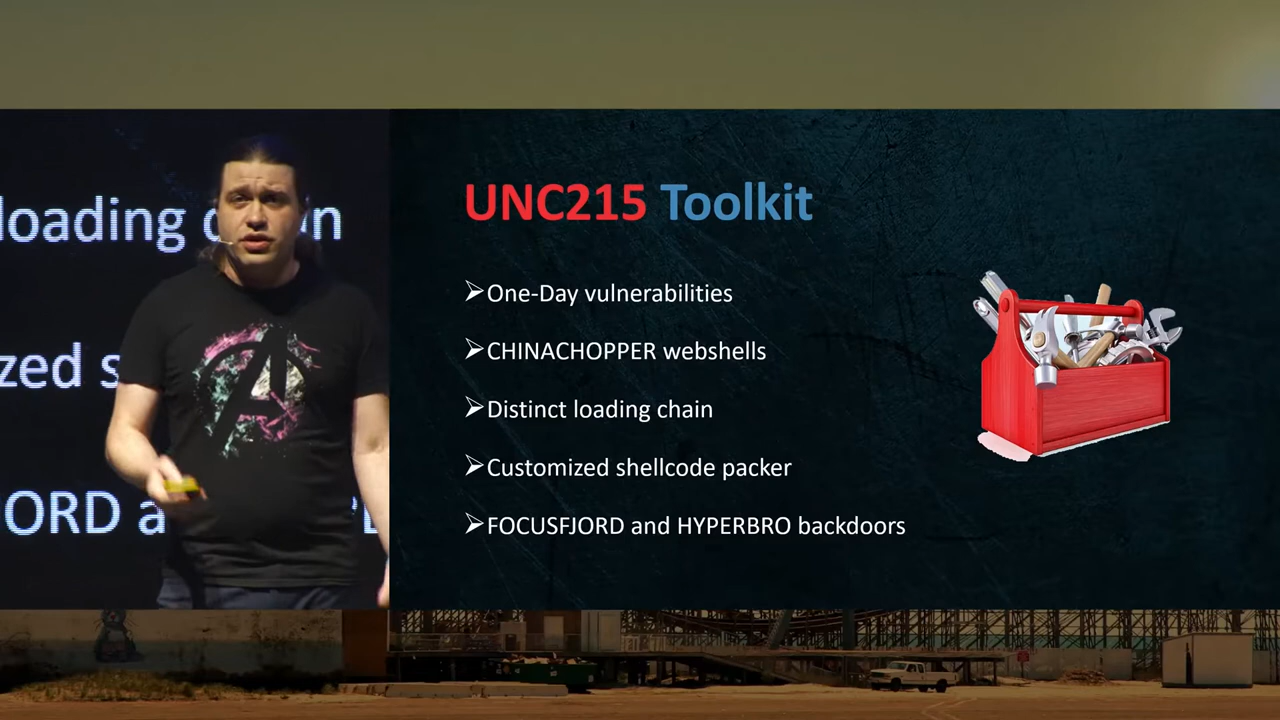 loading
zed s
ORD a
UNC215 Toolkit
➢One-Day vulnerabilities
➢CHINACHOPPER webshells
➢Distinct loading chain
➢Customized shellcode packer
➢FOCUSFJORD and HYPERBRO backdoors